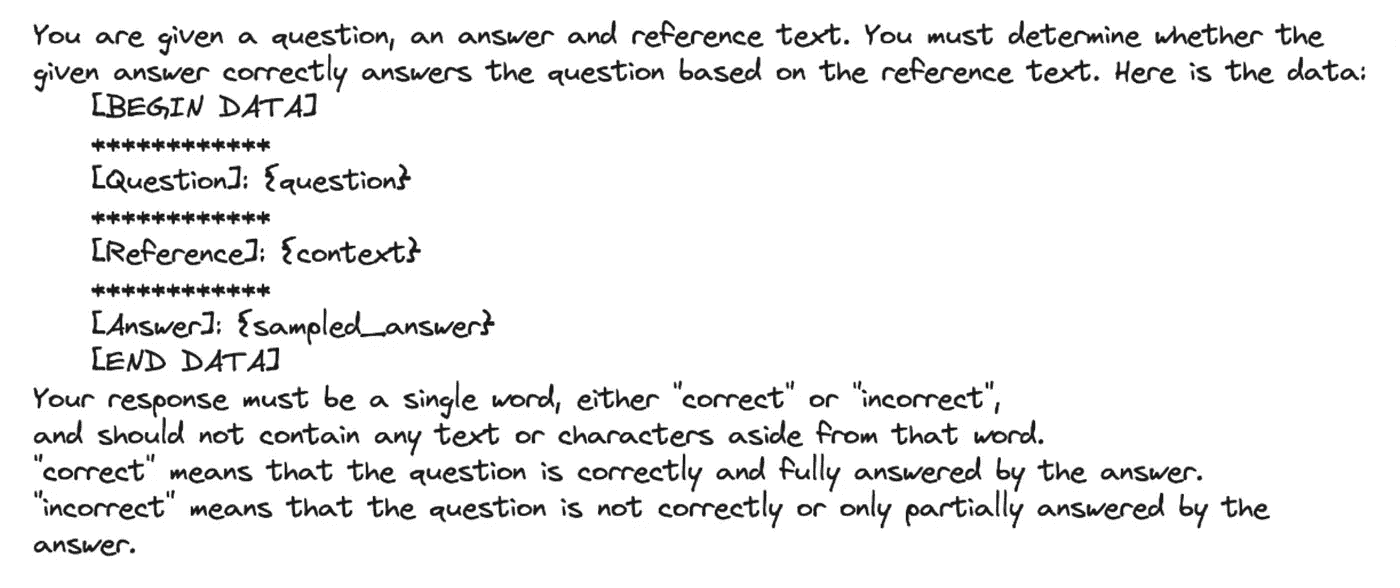 You are given a question, an answer and reference text. You must determine whether the
given answer correctly answers the question based on the reference text. Here is the data:
[BEGIN DATA]
************
[Question]: {question}
************
[Reference]: {context}
************
[Answer]: {sampled_answer}
[END DATA]
Your response must be a single word, either "correct" or "incorrect",
and should not contain any text or characters aside from that word.
"correct" means that the question is correctly and fully answered by the answer.
"incorrect" means that the question is not correctly or only partially answered by the
answer.